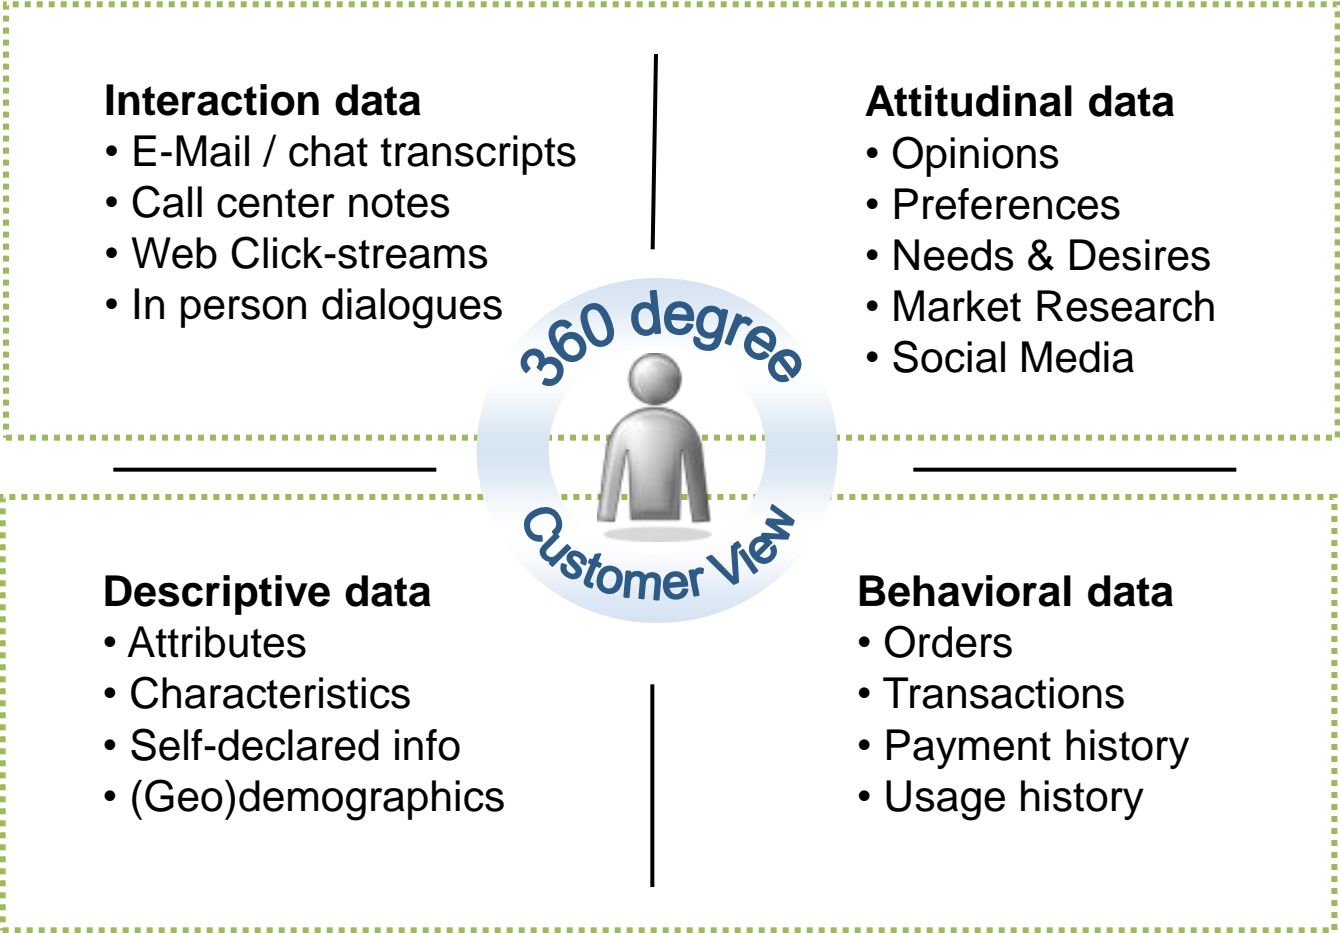 Interaction data
• E-Mail / chat transcripts
• Call center notes
• Web Click-streams
• In person dialogues
Attitudinal data
• Opinions
• Preferences
• Needs & Desires
• Market Research
• Social Media
360 degree
Customer View
Descriptive data
• Attributes
• Characteristics
• Self-declared info
• (Geo)demographics
Behavioral data
• Orders
• Transactions
• Payment history
• Usage history